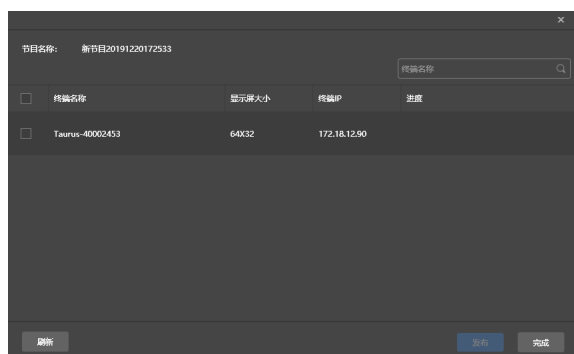 ×
节目名称: 新节目20191220172533
终端名称
终端名称 显示屏大小 终端IP 进度
Taurus-40002453 64X32 172.18.12.90
刷新 发布 完成